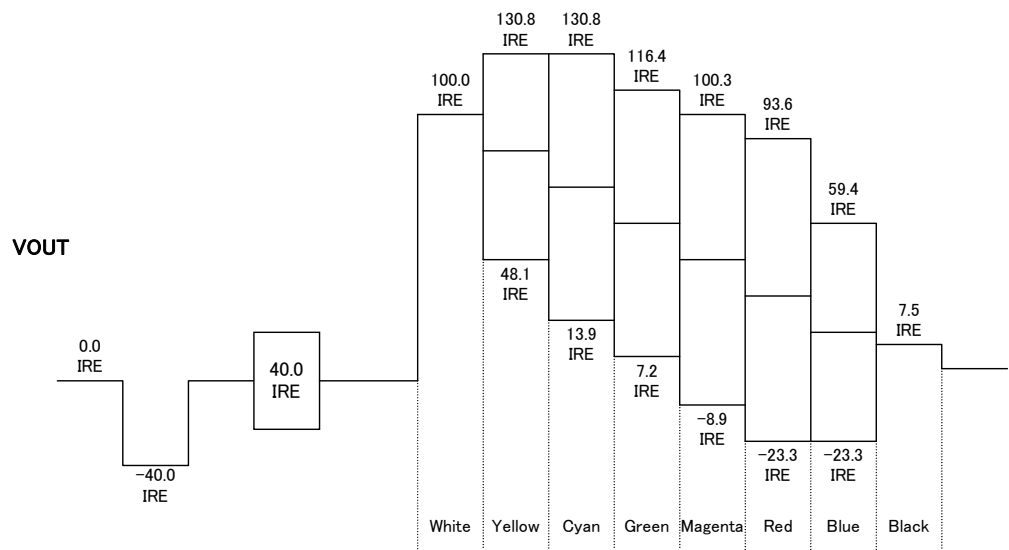 130.8
IRE
130.8
IRE
116.4
IRE
100.0
IRE
100.3
IRE
93.6
IRE
59.4
IRE
VOUT
48.1
IRE
7.5
IRE
13.9
IRE
0.0
IRE
40.0
IRE
7.2
IRE
-8.9
IRE
-40.0
IRE
-23.3
IRE
-23.3
IRE
White Yellow Cyan Green Magenta Red Blue Black